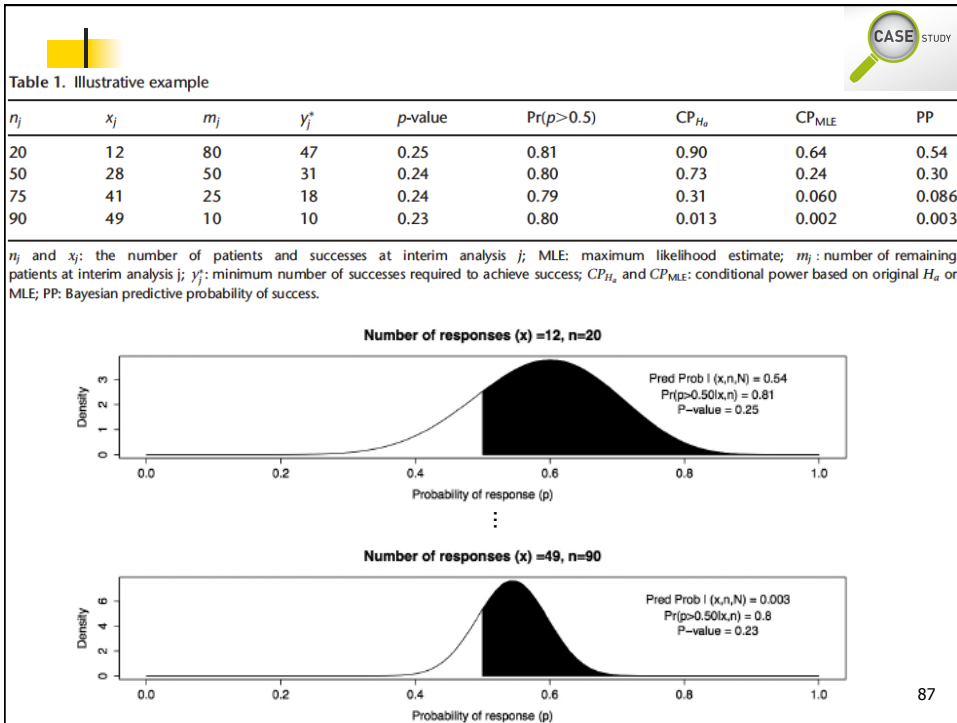 CASE STUDY
Table 1. Illustrative example
nⱼ xⱼ mⱼ yⱼ* p-value Pr(p>0.5) CP_Hₐ CP_MLE PP
20 12 80 47 0.25 0.81 0.90 0.64 0.54
50 28 50 31 0.24 0.80 0.73 0.24 0.30
75 41 25 18 0.24 0.79 0.31 0.060 0.086
90 49 10 10 0.23 0.80 0.013 0.002 0.003
nⱼ and xⱼ: the number of patients and successes at interim analysis j; MLE: maximum likelihood estimate; mⱼ : number of remaining
patients at interim analysis j; yⱼ*: minimum number of successes required to achieve success; CP_Hₐ and CP_MLE: conditional power based on original Hₐ or
MLE; PP: Bayesian predictive probability of success.
Number of responses (x) =12, n=20
Pred Prob | (x,n,N) = 0.54
Pr(p>0.50|x,n) = 0.81
P−value = 0.25
Density
3
2
1
0
0.0 0.2 0.4 0.6 0.8 1.0
Probability of response (p)
⋮
Number of responses (x) =49, n=90
Pred Prob | (x,n,N) = 0.003
Pr(p>0.50|x,n) = 0.8
P−value = 0.23
Density
6
4
2
0
0.0 0.2 0.4 0.6 0.8 1.0
Probability of response (p)
87